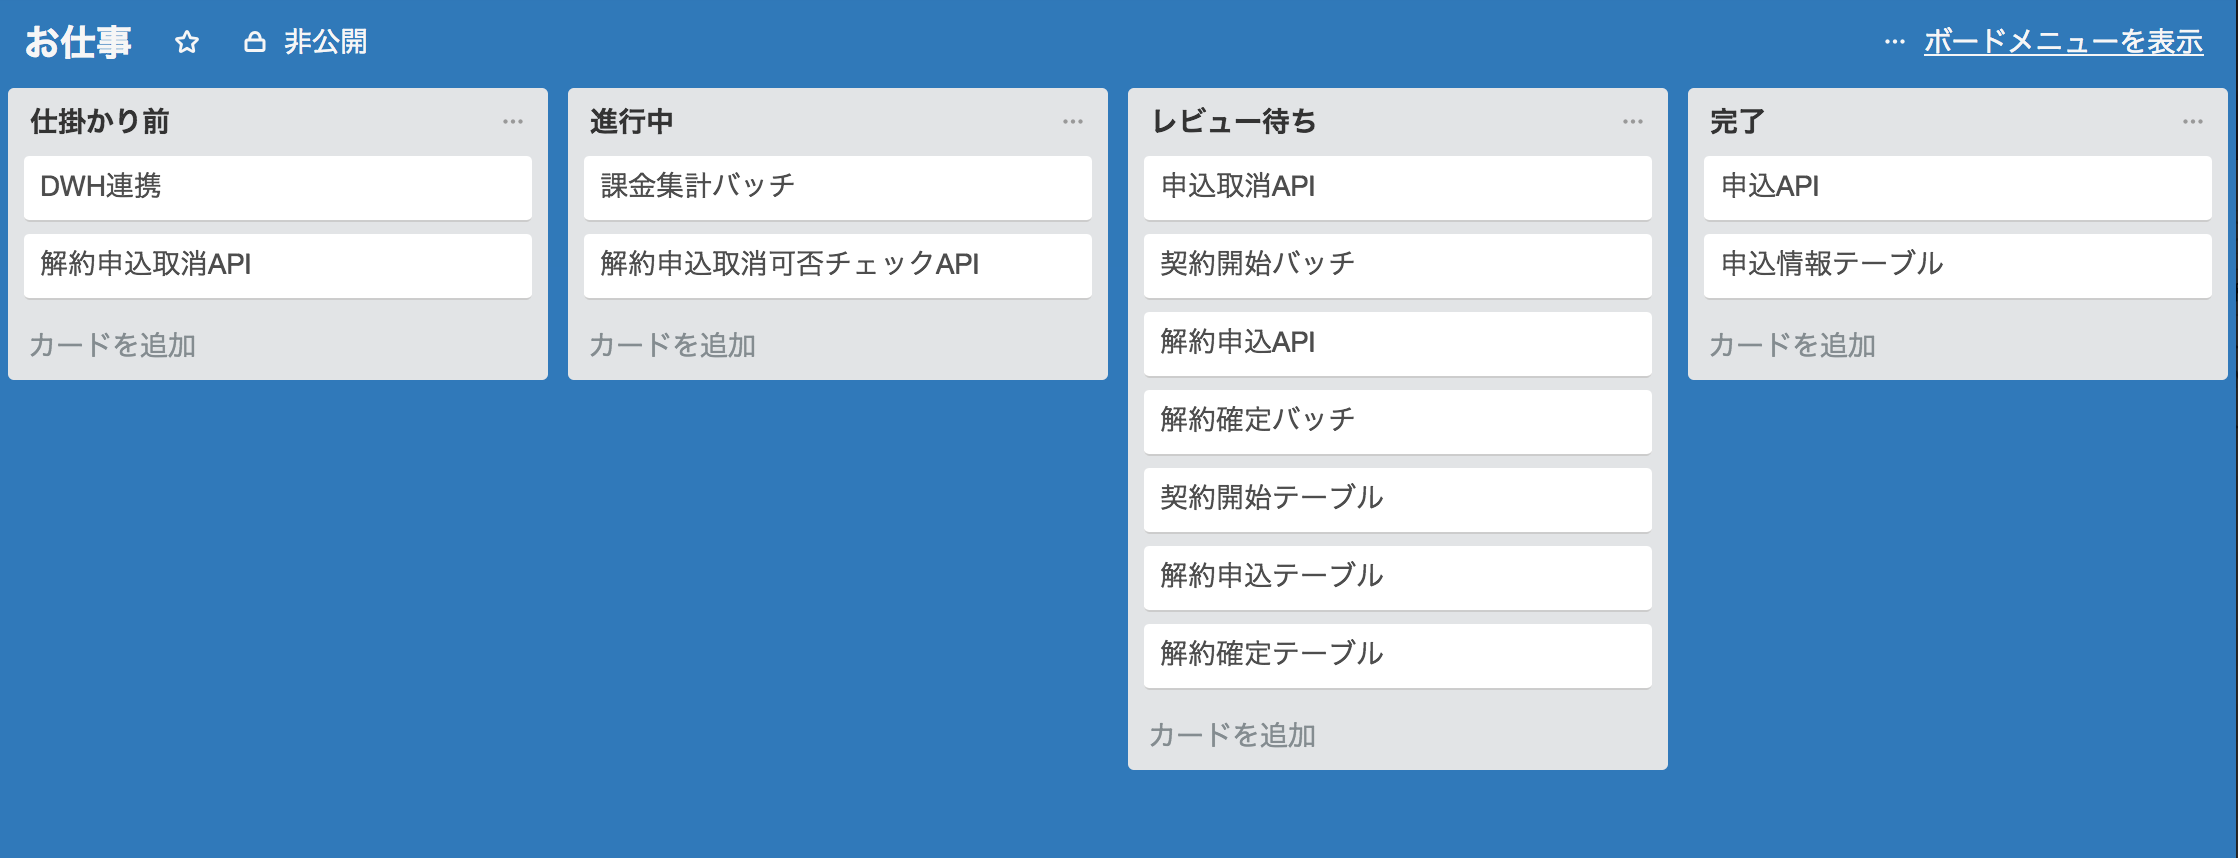 お仕事 非公開 ボードメニューを表示
仕掛かり前
DWH連携
解約申込取消API
カードを追加
進行中
課金集計バッチ
解約申込取消可否チェックAPI
カードを追加
レビュー待ち
申込取消API
契約開始バッチ
解約申込API
解約確定バッチ
契約開始テーブル
解約申込テーブル
解約確定テーブル
カードを追加
完了
申込API
申込情報テーブル
カードを追加